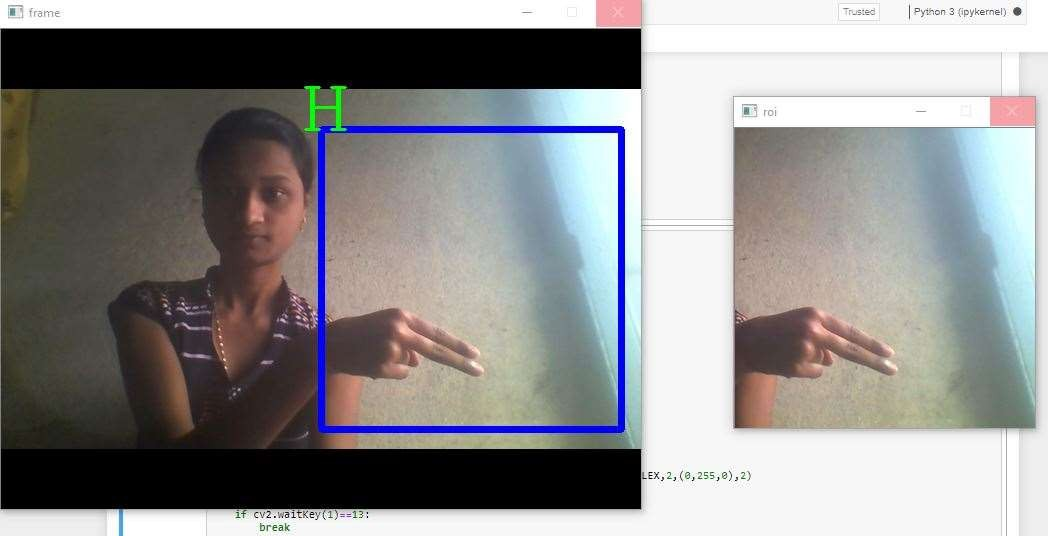 frame
Trusted
Python 3 (ipykernel)
H
roi
LEX,2,(0,255,0),2)
if cv2.waitKey(1)==13:
break